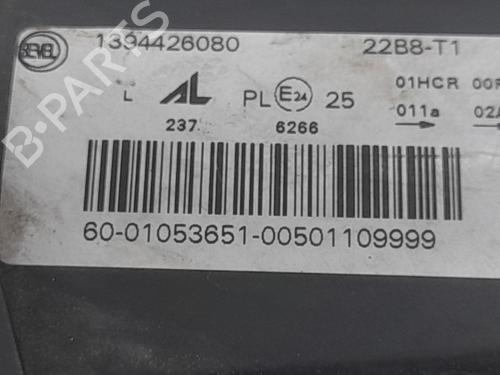 1394426080 22B8-T1
L AL PL E24 25 01HCR
237 6266 011a
60-01053651-00501109999
B-PARTS